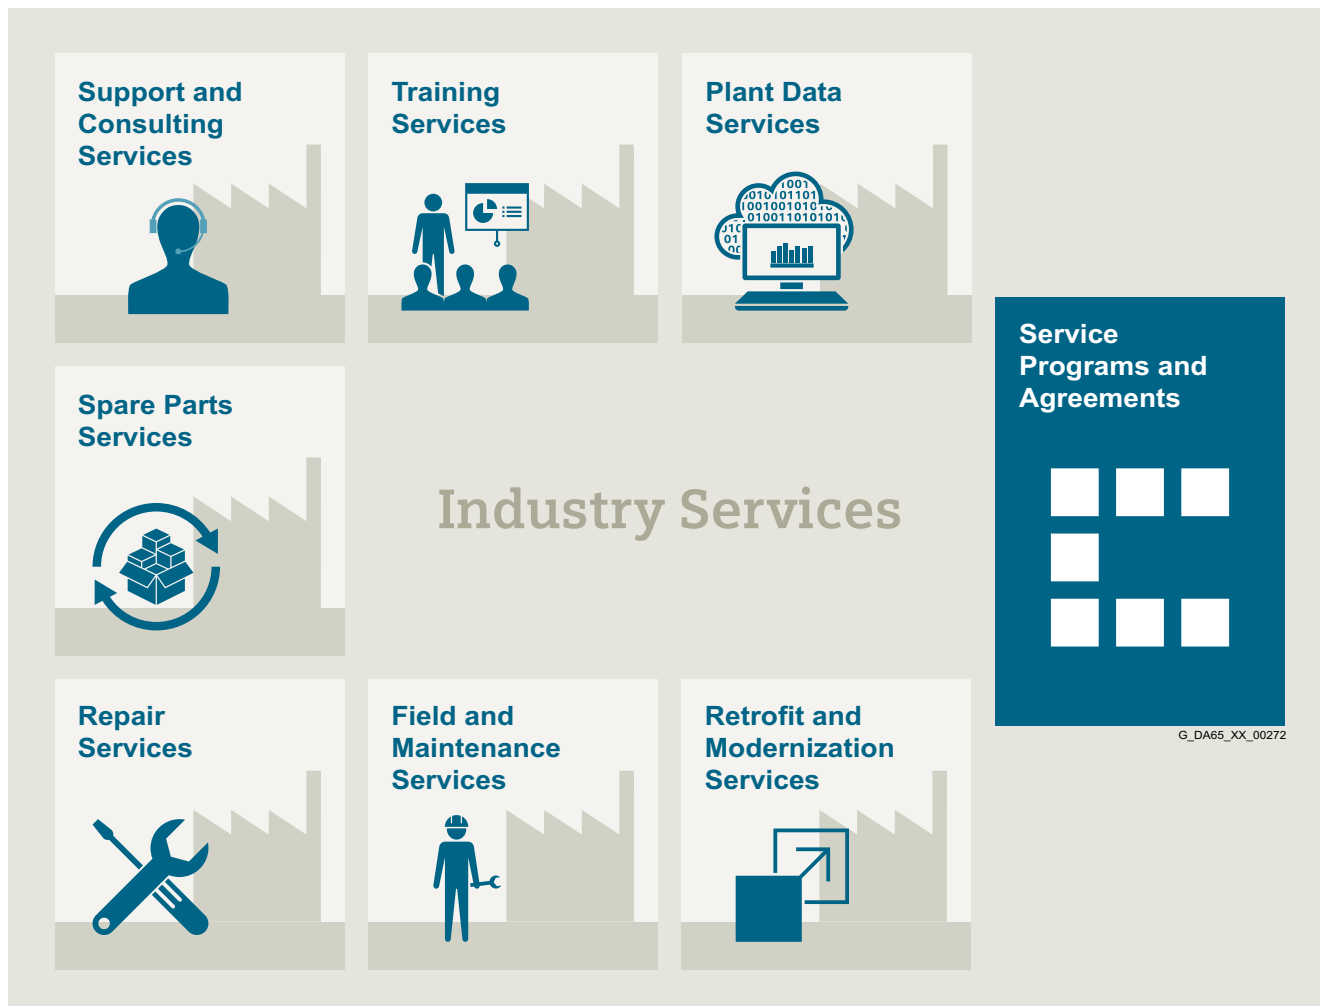 Support and
Consulting
Services
Training
Services
Plant Data
Services
Service
Programs and
Agreements
Spare Parts
Services
Industry Services
Repair
Services
Field and
Maintenance
Services
Retrofit and
Modernization
Services
G_DA65_XX_00272